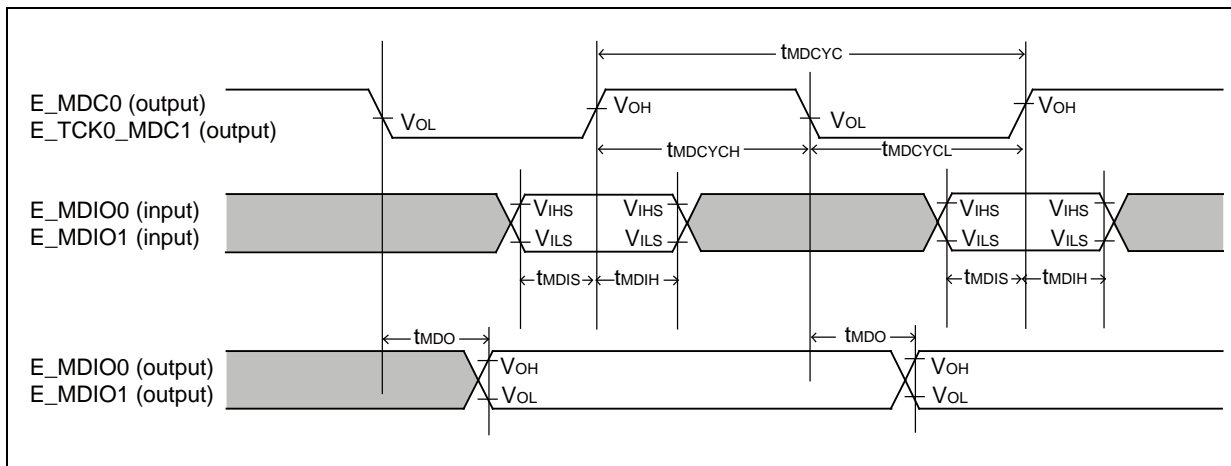 tMDCYC
E_MDC0 (output)
E_TCK0_MDC1 (output)
VOL
VOH
VOL
VOH
tMDCYCH
tMDCYCL
E_MDIO0 (input)
E_MDIO1 (input)
VIHS
VIHS
VIHS
VIHS
VILS
VILS
VILS
VILS
tMDIS
tMDIH
tMDIS
tMDIH
tMDO
tMDO
E_MDIO0 (output)
E_MDIO1 (output)
VOH
VOH
VOL
VOL